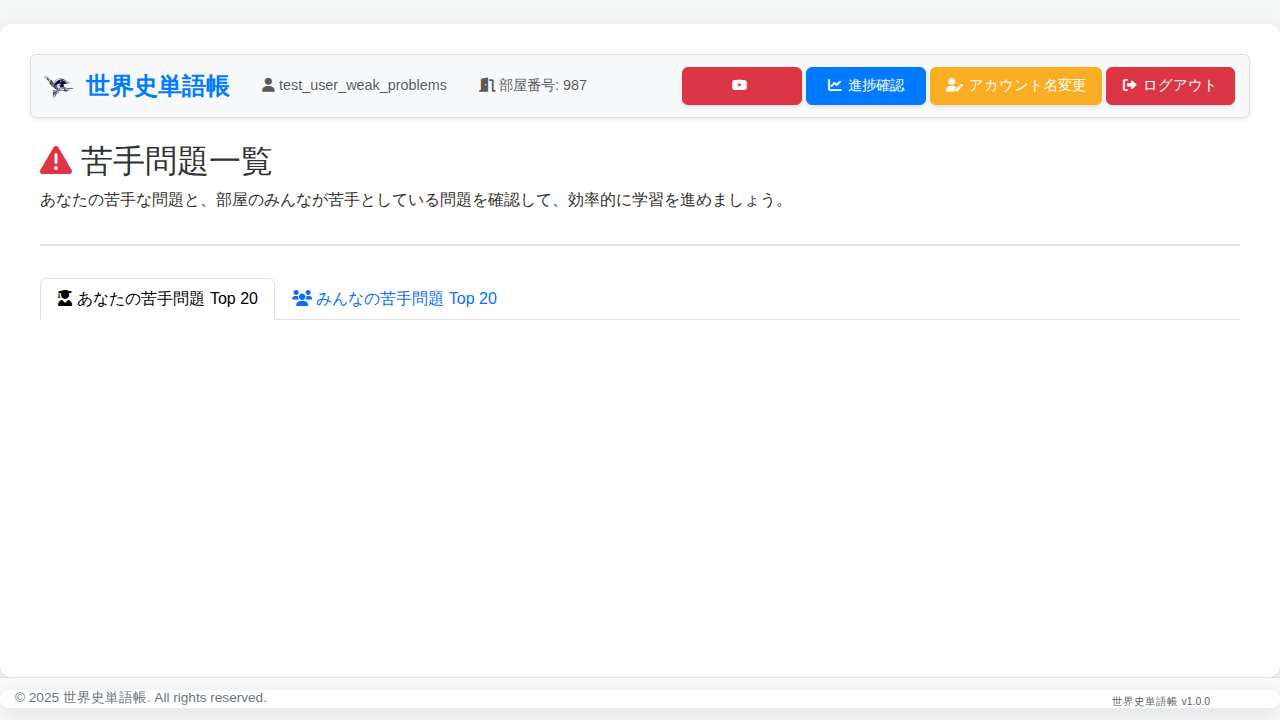 世界史単語帳 test_user_weak_problems 部屋番号: 987 進捗確認 アカウント名変更 ログアウト
苦手問題一覧
あなたの苦手な問題と、部屋のみんなが苦手としている問題を確認して、効率的に学習を進めましょう。
あなたの苦手問題 Top 20 みんなの苦手問題 Top 20
© 2025 世界史単語帳. All rights reserved. 世界史単語帳 v1.0.0